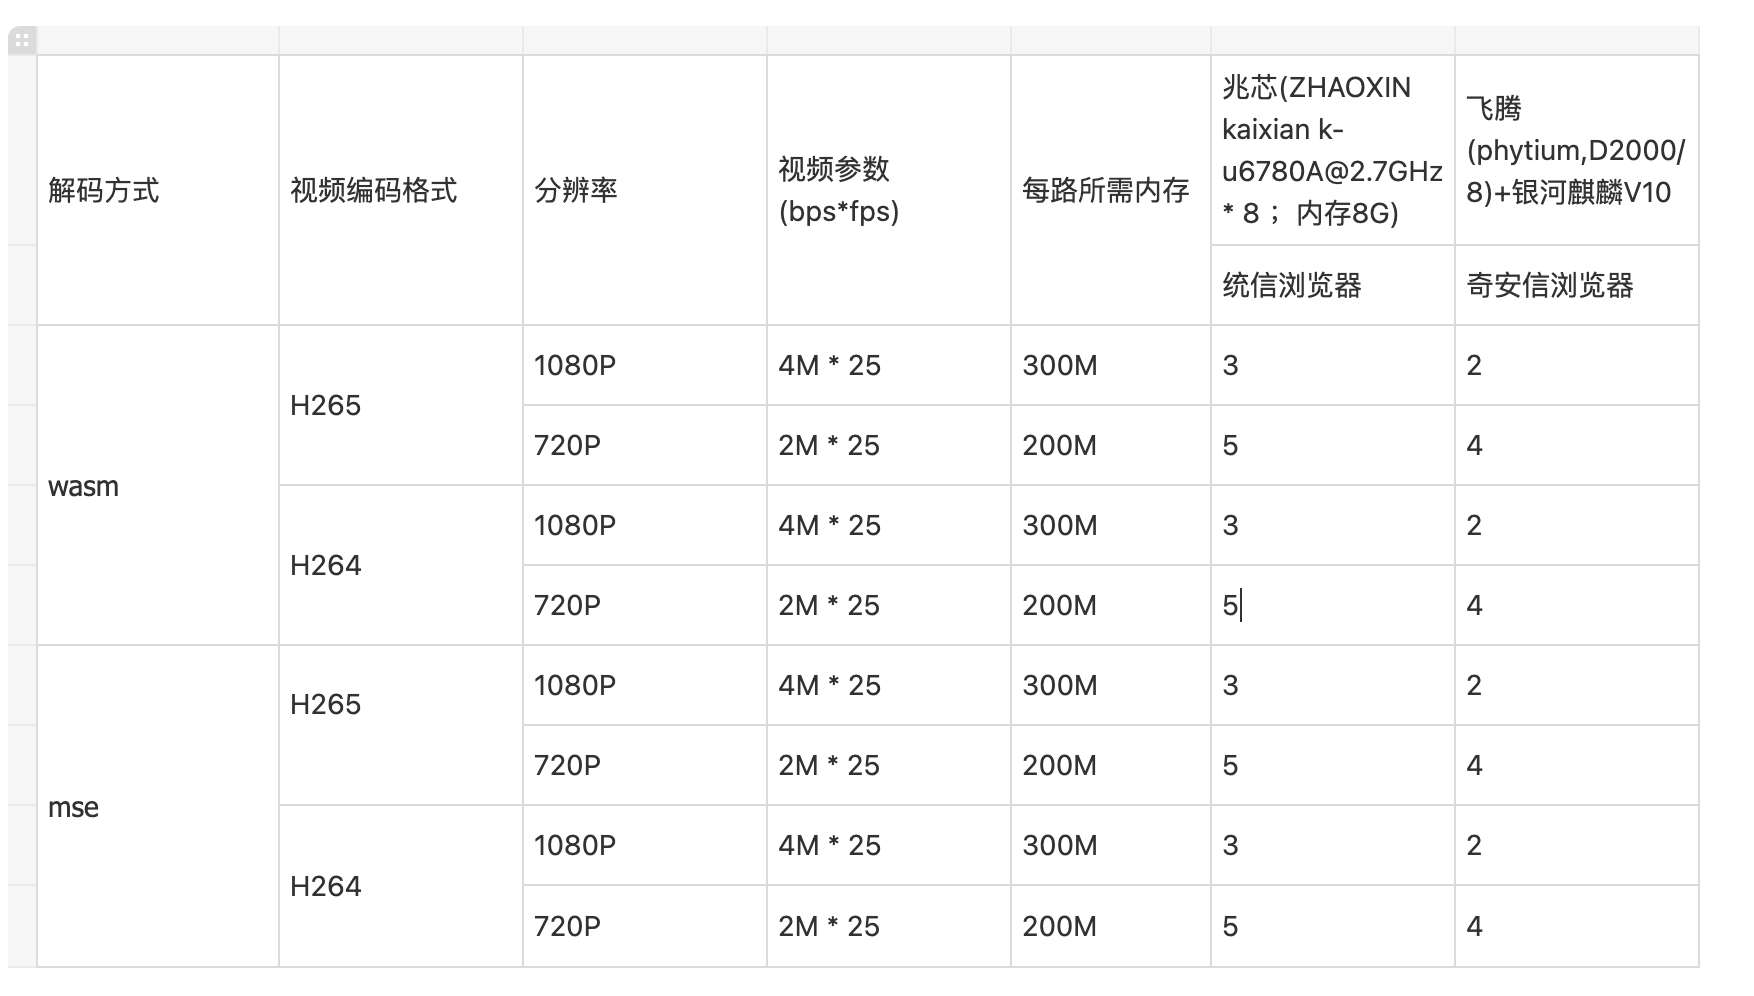 解码方式
视频编码格式
分辨率
视频参数
(bps*fps)
每路所需内存
兆芯(ZHAOXIN
kaixian k-
u6780A@2.7GHz
* 8 ； 内存8G)
飞腾
(phytium,D2000/
8)+银河麒麟V10
统信浏览器
奇安信浏览器
wasm
H265
1080P
4M * 25
300M
3
2
720P
2M * 25
200M
5
4
H264
1080P
4M * 25
300M
3
2
720P
2M * 25
200M
5
4
mse
H265
1080P
4M * 25
300M
3
2
720P
2M * 25
200M
5
4
H264
1080P
4M * 25
300M
3
2
720P
2M * 25
200M
5
4